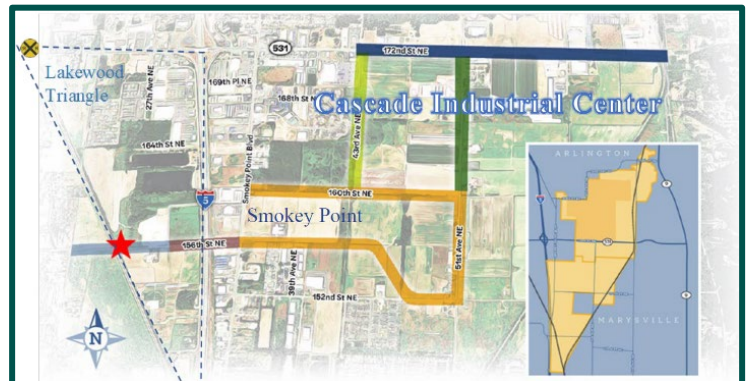 531
172nd St NE
Lakewood
Triangle
27th Ave NE
169th Pl NE
168th St NE
Cascade Industrial Center
43rd Ave NE
164th St NE
Smokey Point Blvd
5
160th St NE
Smokey Point
51st Ave NE
156th St NE
39th Ave NE
152nd St NE
N
ARLINGTON
MARYSVILLE
9
9